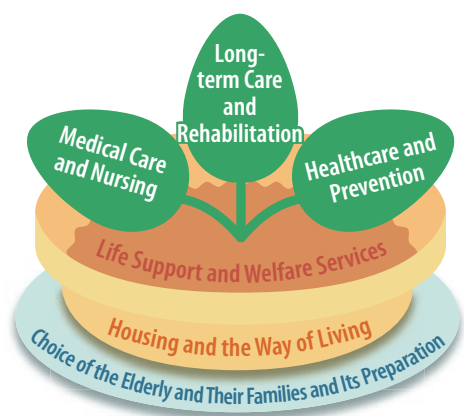 Long-
term Care
and
Rehabilitation
Medical Care
and Nursing
Healthcare and
Prevention
Life Support and Welfare Services
Housing and the Way of Living
Choice of the Elderly and Their Families and Its Preparation